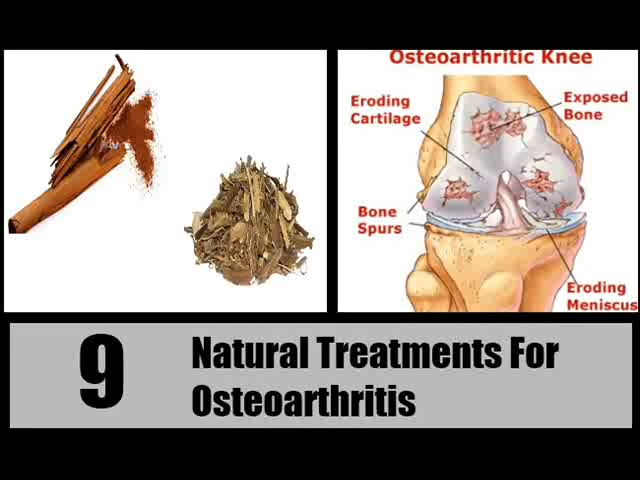 Osteoarthritic Knee
Eroding
Cartilage
Exposed
Bone
Bone
Spurs
Eroding
Meniscus
9
Natural Treatments For
Osteoarthritis